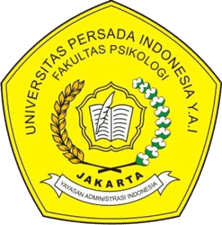 UNIVERSITAS PERSADA INDONESIA Y.A.I
FAKULTAS PSIKOLOGI
JAKARTA
YAYASAN ADMINISTRASI INDONESIA